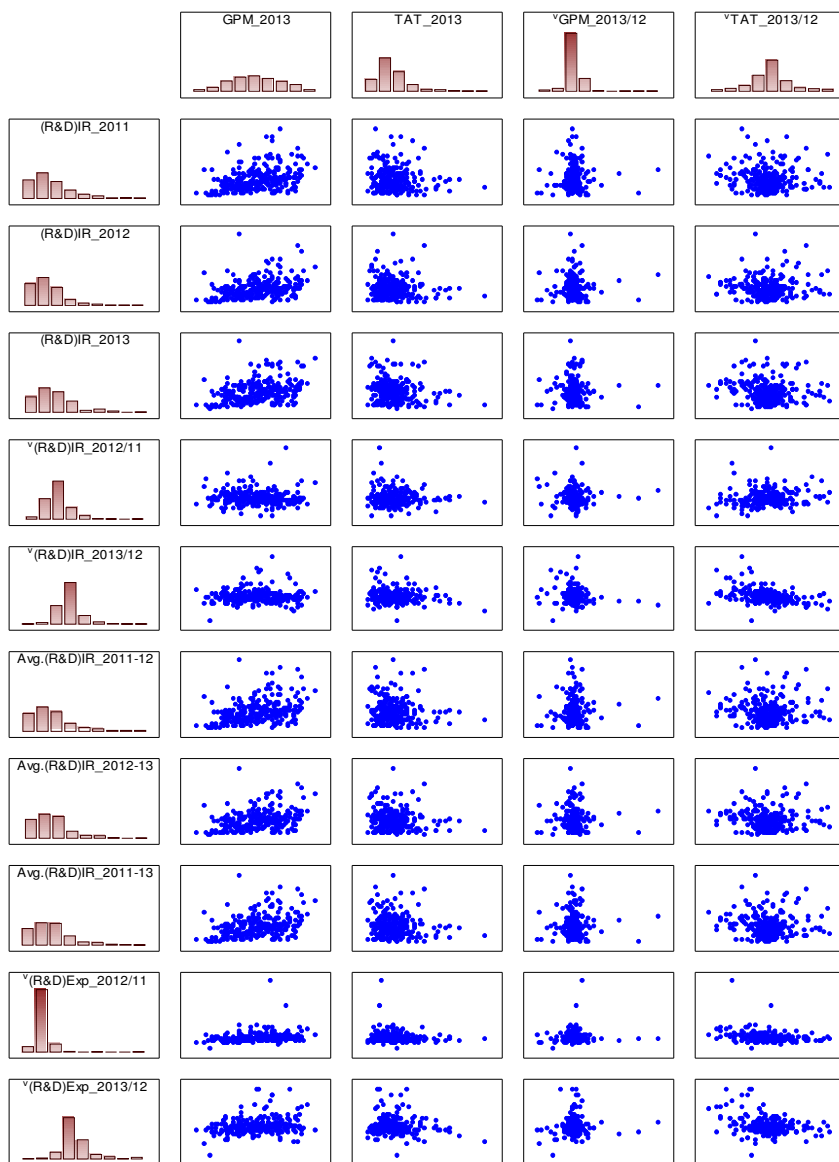 GPM_2013
TAT_2013
ᵛGPM_2013/12
ᵛTAT_2013/12
(R&D)IR_2011
(R&D)IR_2012
(R&D)IR_2013
ᵛ(R&D)IR_2012/11
ᵛ(R&D)IR_2013/12
Avg.(R&D)IR_2011-12
Avg.(R&D)IR_2012-13
Avg.(R&D)IR_2011-13
ᵛ(R&D)Exp_2012/11
ᵛ(R&D)Exp_2013/12